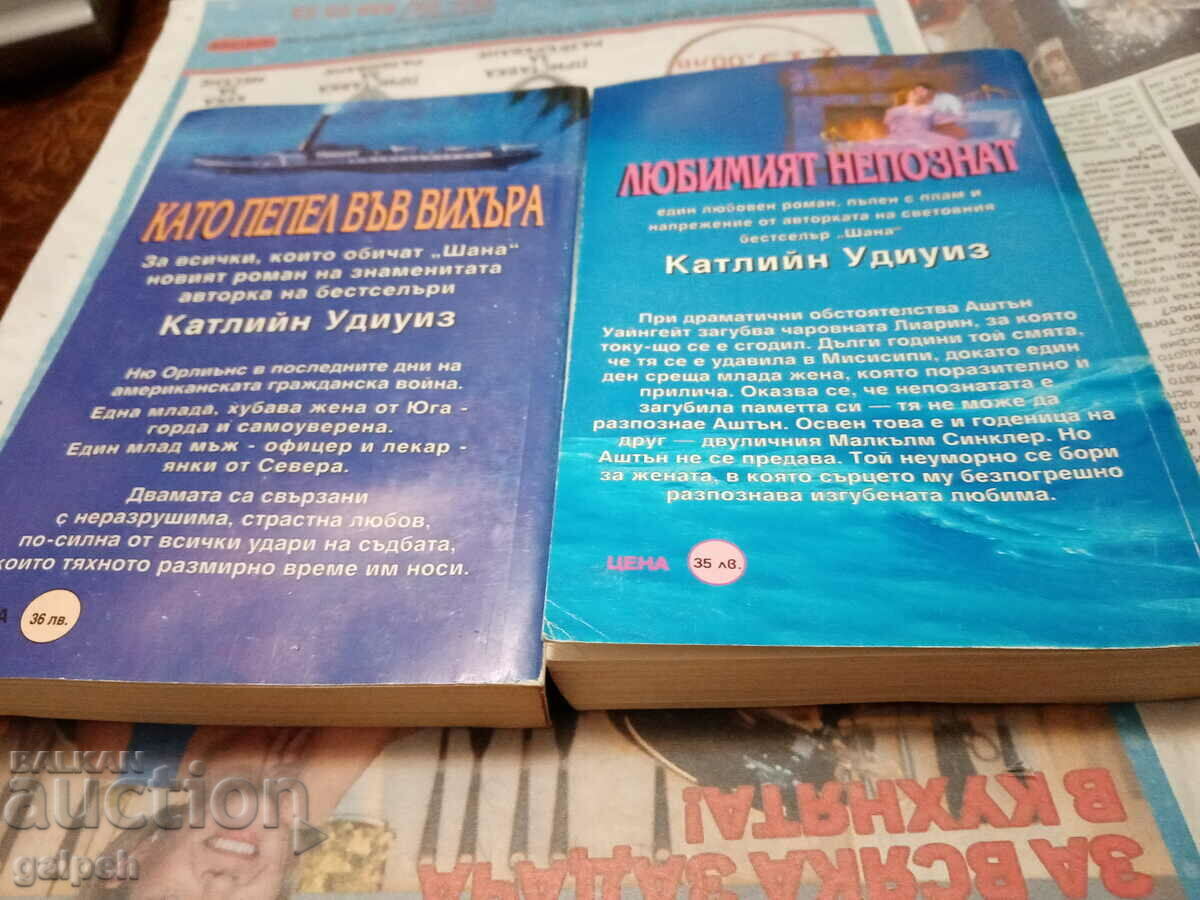 КАТО ПЕПЕЛ ВЪВ ВИХЪРА
За всички, които обичат „Шана“
новият роман на знаменитата
авторка на бестселъри
Катлийн Удиуиз
Ню Орлиънс в последните дни на
американската гражданска война.
Една млада, хубава жена от Юга -
горда и самоуверена.
Един млад мъж - офицер и лекар -
янки от Севера.
Двамата са свързани
с неразрушима, страстна любов,
по-силна от всички удари на съдбата,
които тяхното размирно време им носи.
36 лв.
ЛЮБИМИЯТ НЕПОЗНАТ
един любовен роман, пълен с плам и
напрежение от авторката на световния
бестселър „Шана“
Катлийн Удиуиз
При драматични обстоятелства Аштън
Уайнгейт загубва чаровната Лиарин, за която
току-що се е сгодил. Дълги години той смята,
че тя се е удавила в Мисисипи, докато един
ден среща млада жена, която поразително и
прилича. Оказва се, че непознатата е
загубила паметта си — тя не може да
разпознае Аштън. Освен това е и годеница на
друг — двуличния Малкълм Синклер. Но
Аштън не се предава. Той неуморно се бори
за жената, в която сърцето му безпогрешно
разпознава изгубената любима.
ЦЕНА 35 лв.
ЗА ВСЯКА ЗАДАЧА
В КУХНЯТА!
BALKAN
auction
galpeh